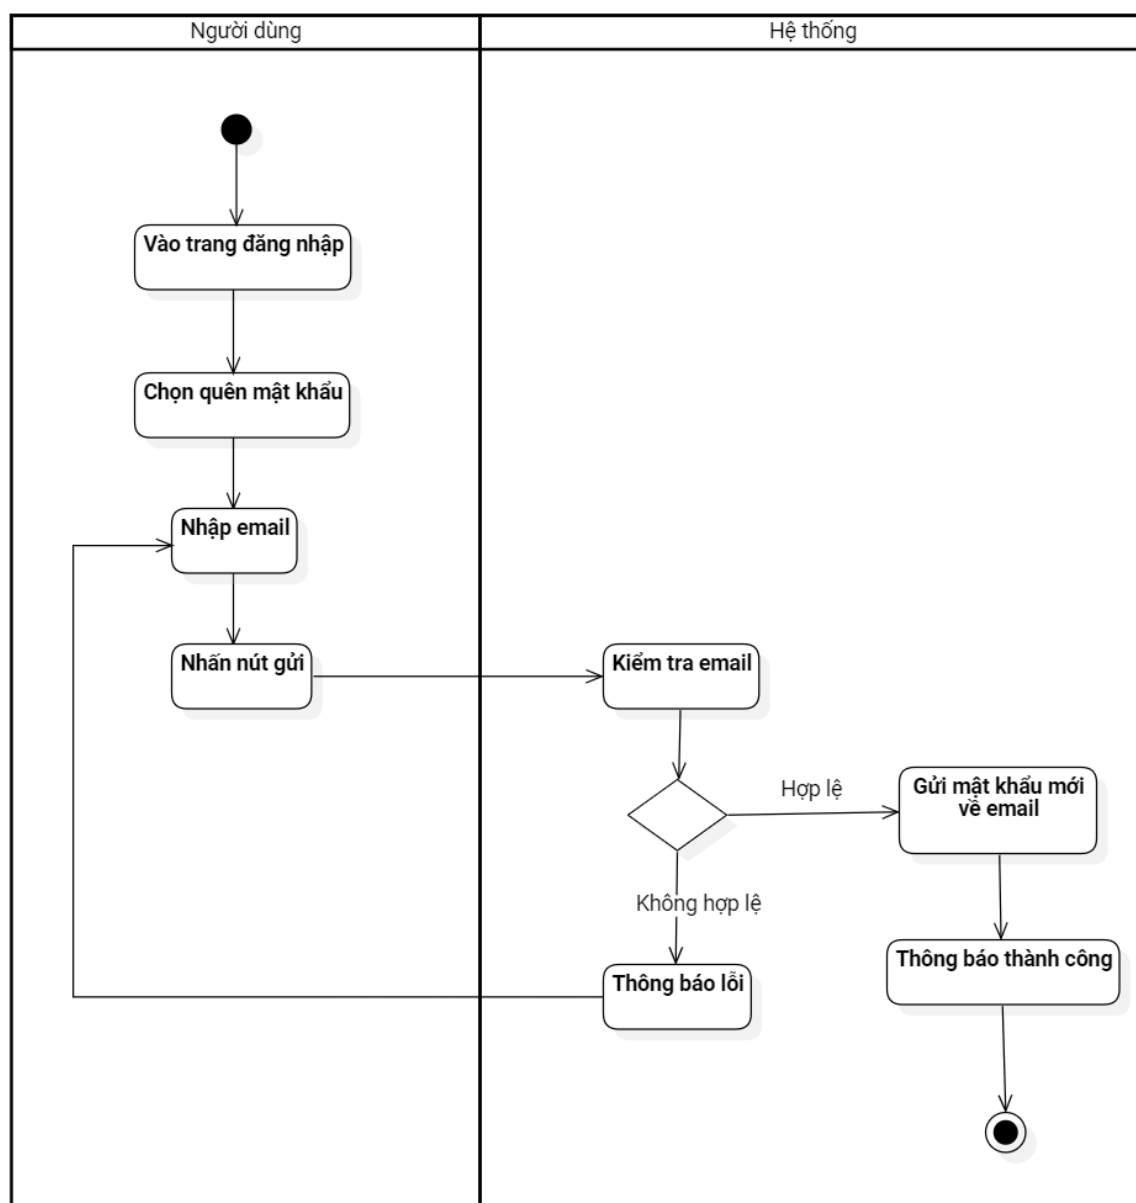 Người dùng
Hệ thống
Vào trang đăng nhập
Chọn quên mật khẩu
Nhập email
Nhấn nút gửi
Kiểm tra email
Hợp lệ
Gửi mật khẩu mới
về email
Không hợp lệ
Thông báo thành công
Thông báo lỗi